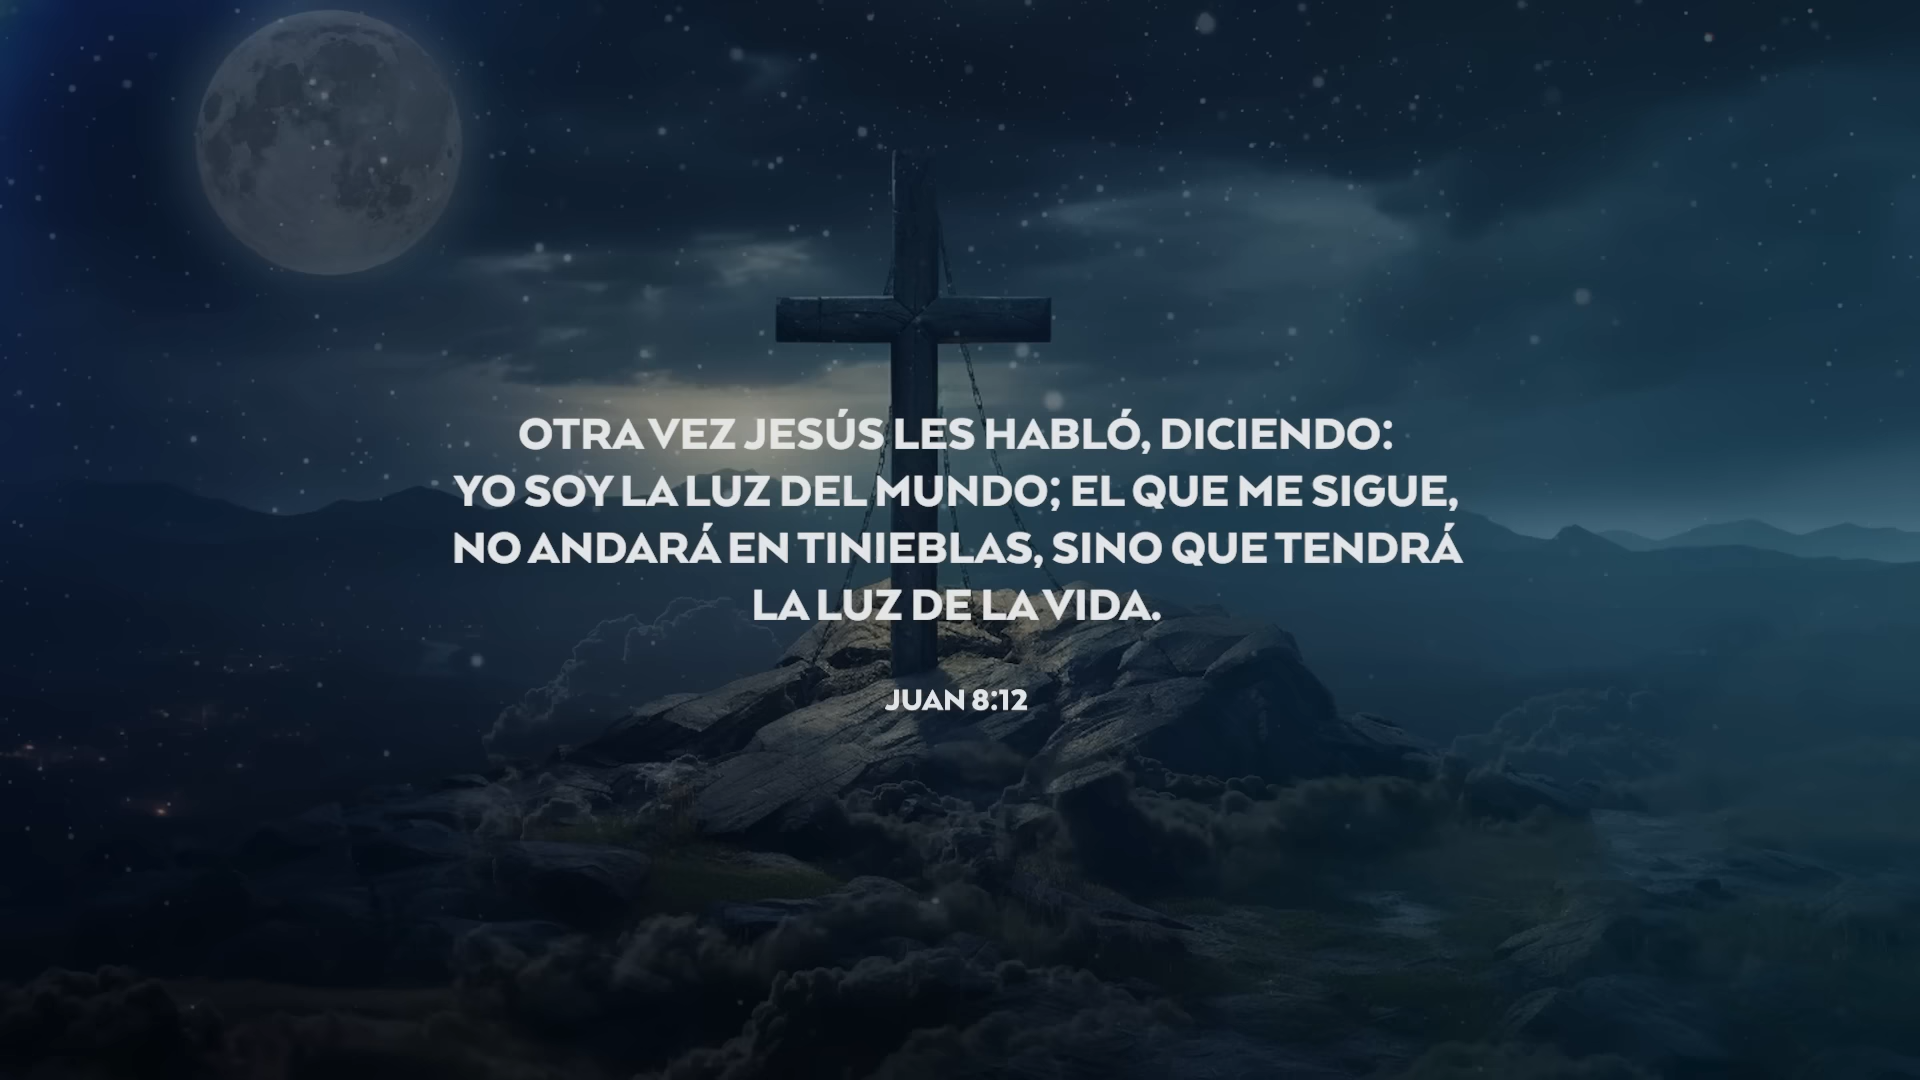 OTRA VEZ JESÚS LES HABLÓ, DICIENDO:
YO SOY LA LUZ DEL MUNDO; EL QUE ME SIGUE,
NO ANDARÁ EN TINIEBLAS, SINO QUE TENDRÁ
LA LUZ DE LA VIDA.
JUAN 8:12